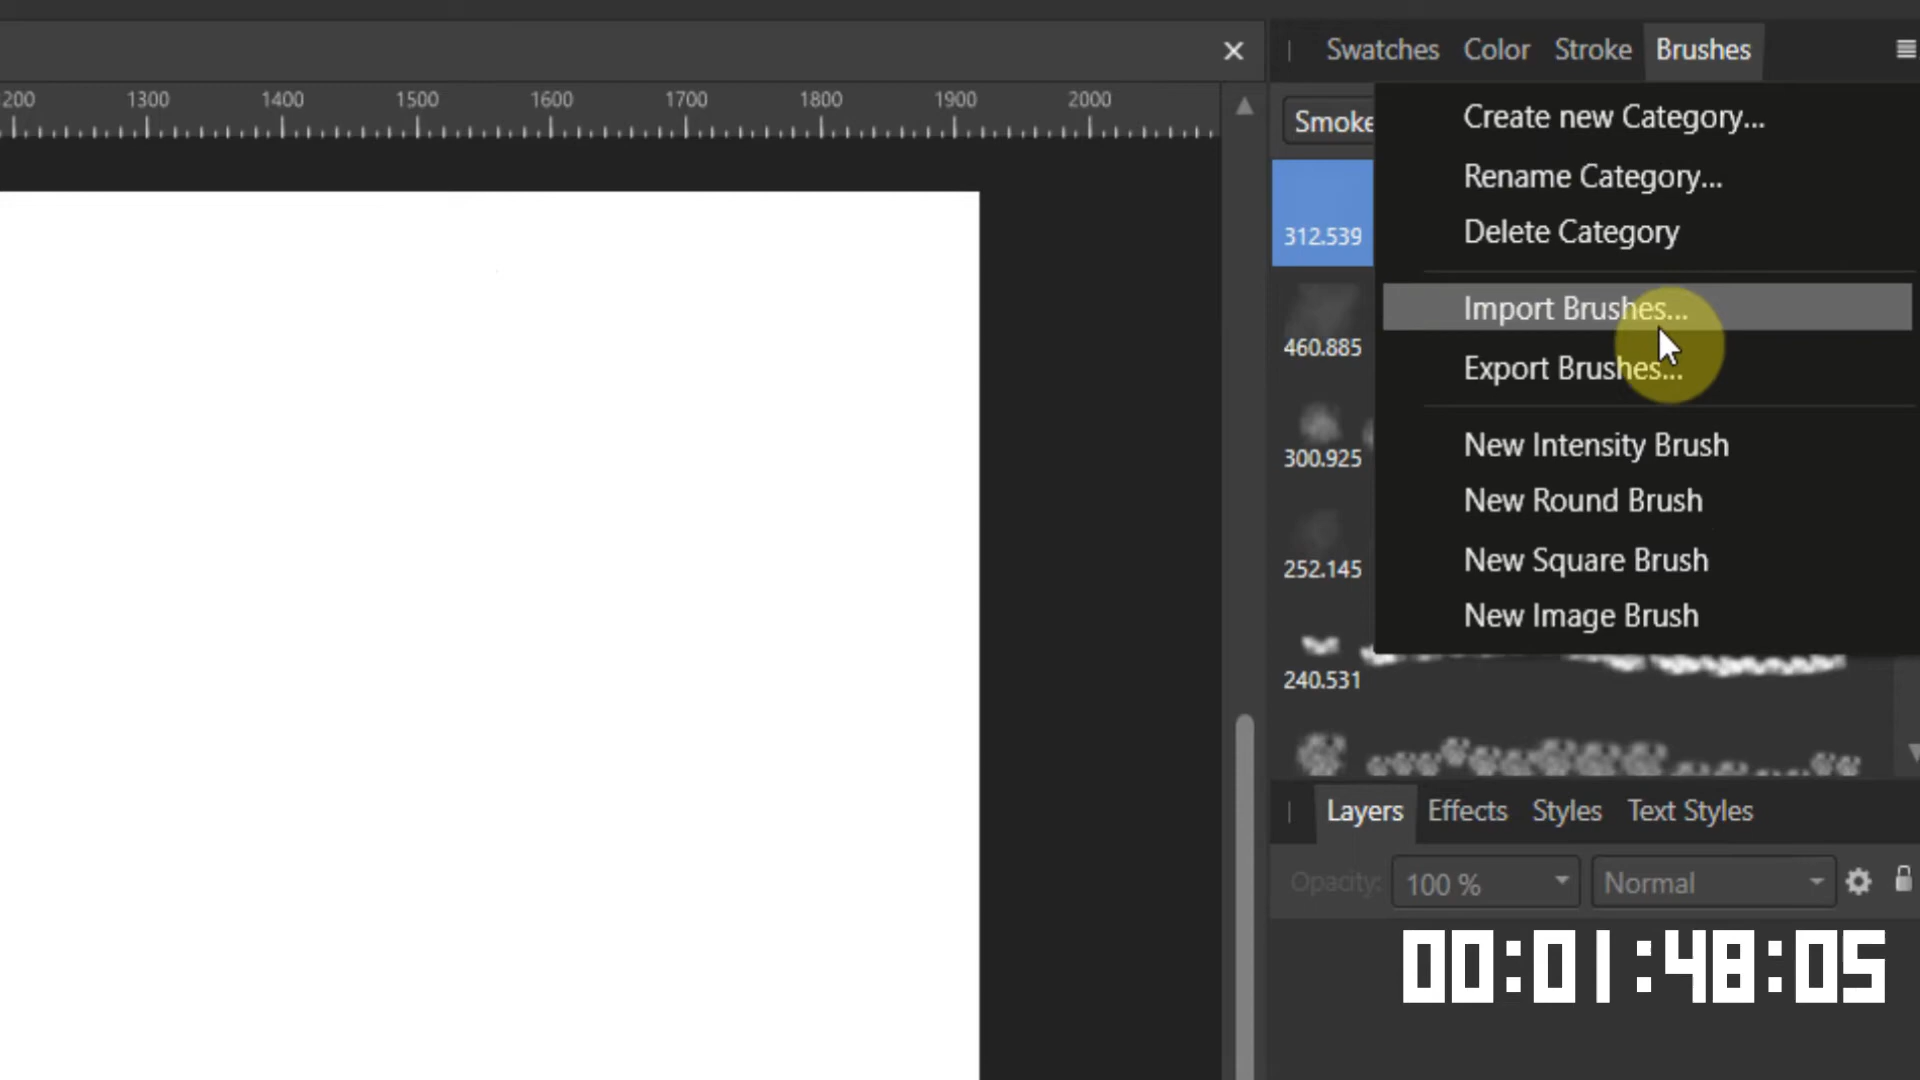 Swatches Color Stroke Brushes
200 1300 1400 1500 1600 1700 1800 1900 2000
Smoke
Create new Category...
Rename Category...
Delete Category
Import Brushes...
Export Brushes...
New Intensity Brush
New Round Brush
New Square Brush
New Image Brush
312.539
460.885
300.925
252.145
240.531
Layers Effects Styles Text Styles
Opacity: 100 % Normal
00:01:48:05